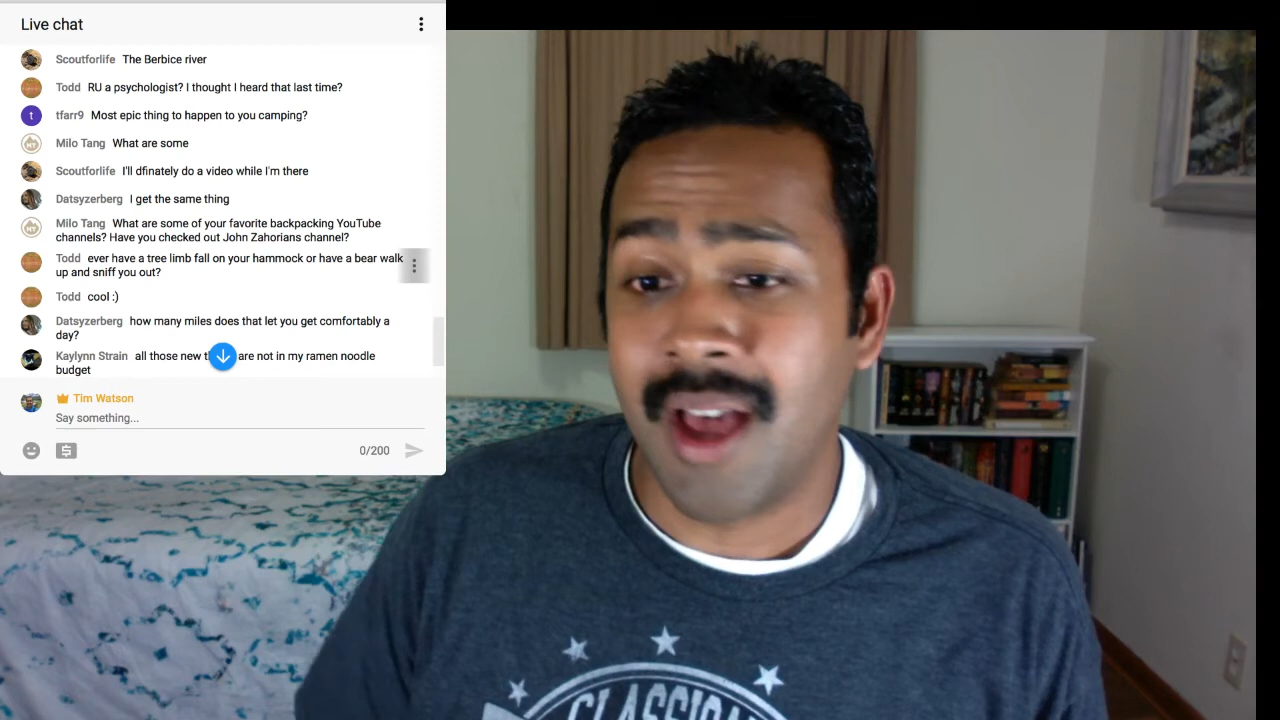 Live chat
Scoutforlife The Berbice river
Todd RU a psychologist? I thought I heard that last time?
t tfarr9 Most epic thing to happen to you camping?
Milo Tang What are some
Scoutforlife I'll dfinately do a video while I'm there
Datsyzerberg I get the same thing
Milo Tang What are some of your favorite backpacking YouTube
channels? Have you checked out John Zahorians channel?
Todd ever have a tree limb fall on your hammock or have a bear walk
up and sniff you out?
Todd cool :)
Datsyzerberg how many miles does that let you get comfortably a
day?
Kaylynn Strain all those new are not in my ramen noodle
budget
Tim Watson
Say something...
0/200